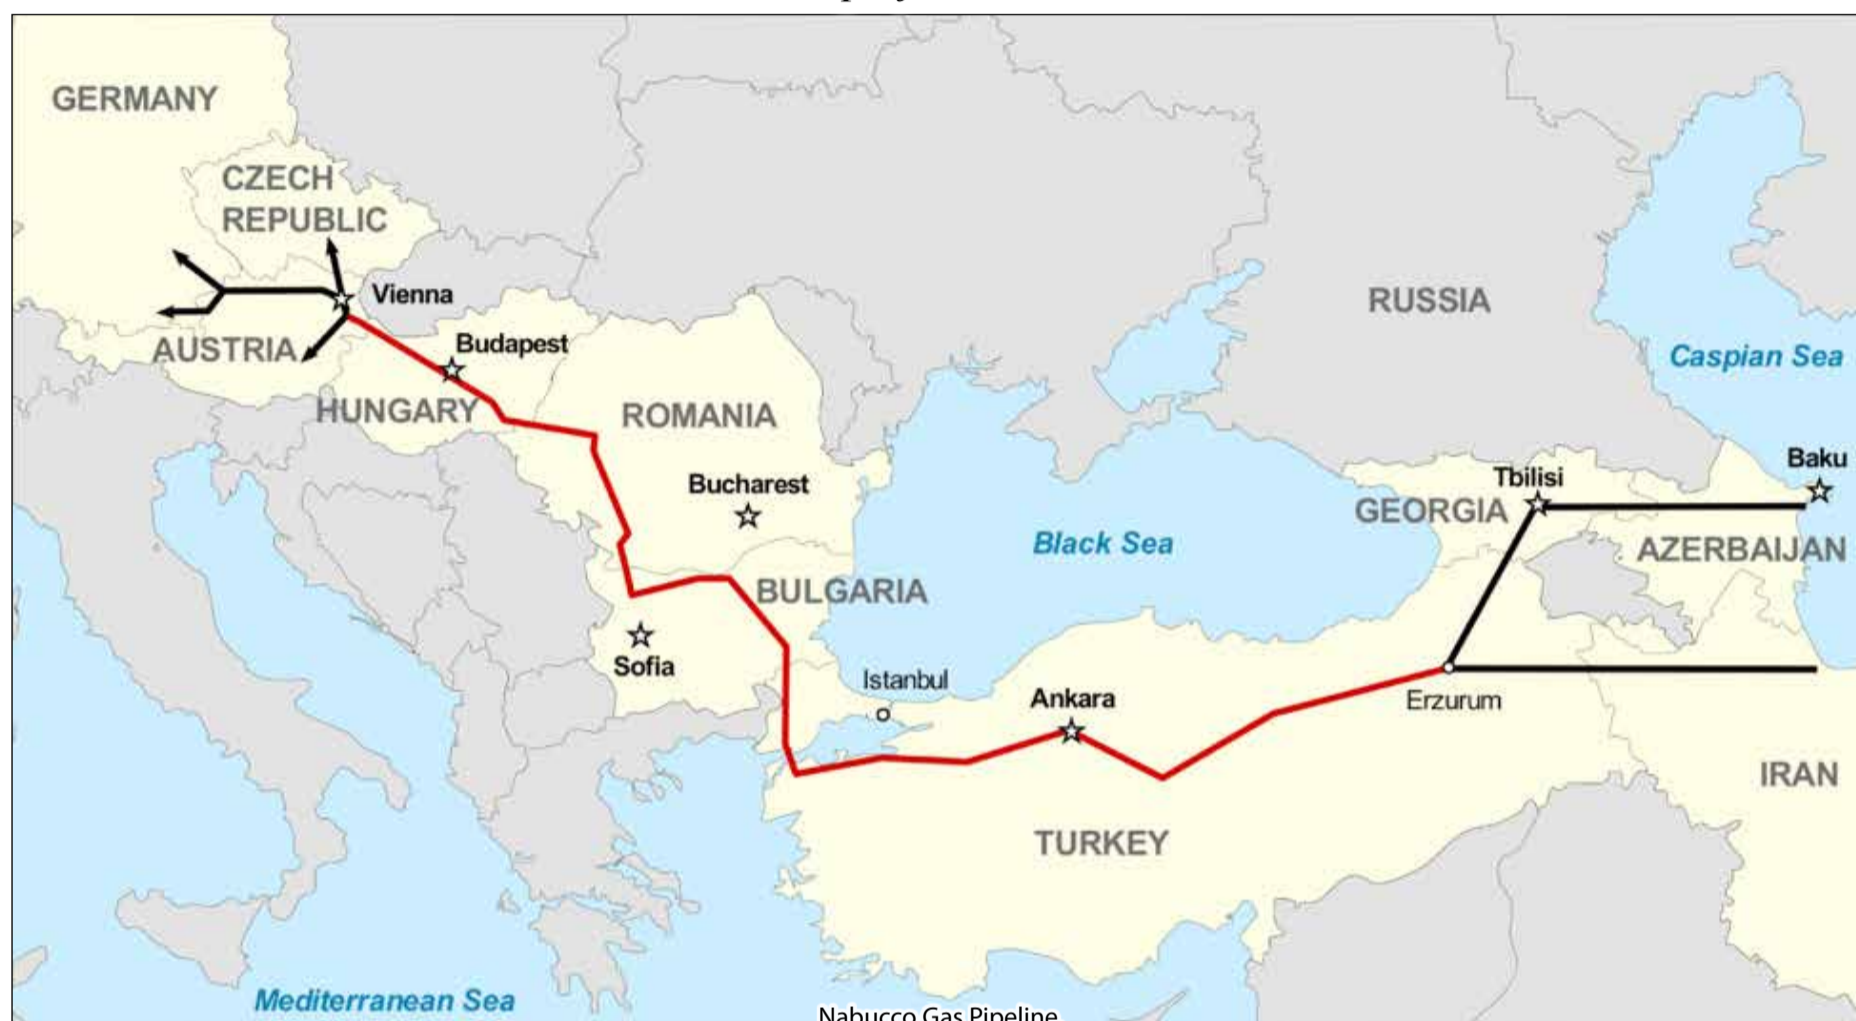 GERMANY
CZECH
REPUBLIC
Vienna
AUSTRIA
Budapest
HUNGARY
ROMANIA
Bucharest
BULGARIA
Sofia
Istanbul
Ankara
TURKEY
Black Sea
RUSSIA
Caspian Sea
Baku
Tbilisi
GEORGIA
AZERBAIJAN
Erzurum
IRAN
Mediterranean Sea
Nabucco Gas Pipeline